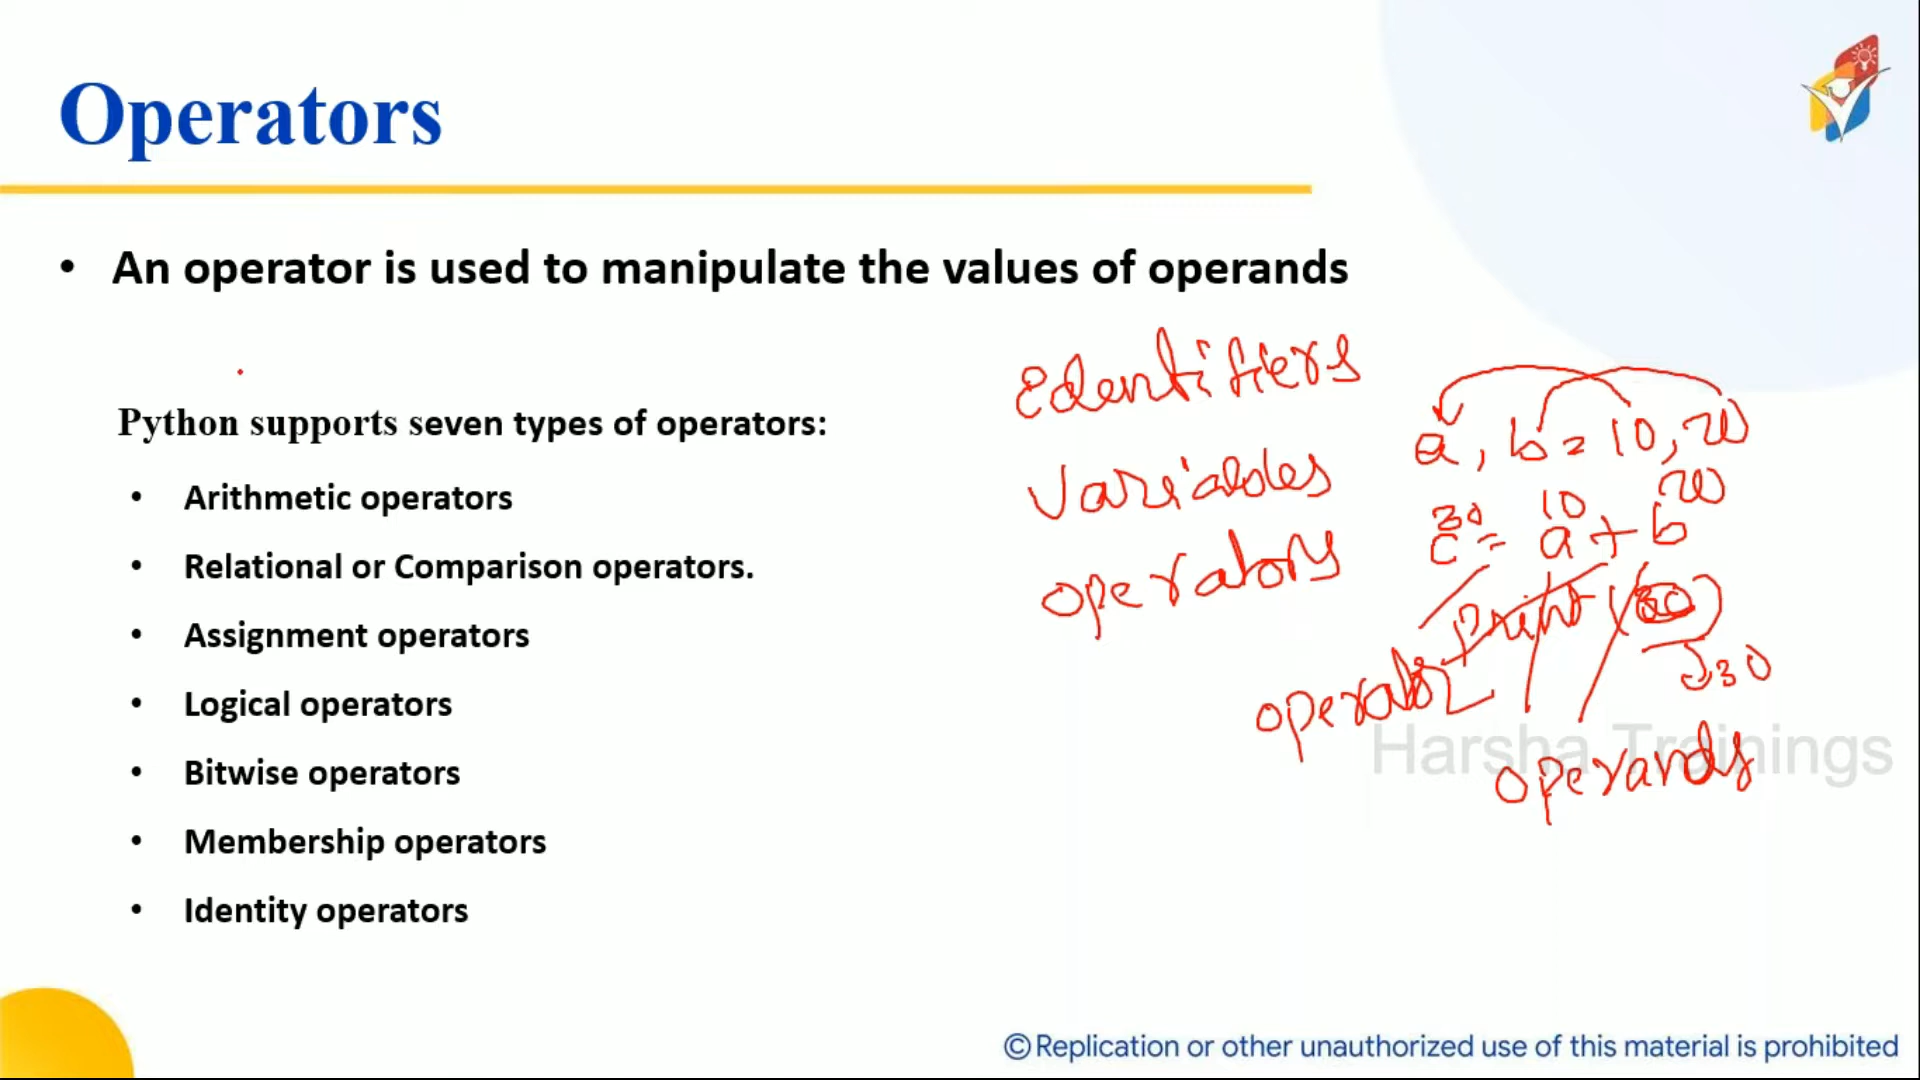 Operators
• An operator is used to manipulate the values of operands
Python supports seven types of operators:
• Arithmetic operators
• Relational or Comparison operators.
• Assignment operators
• Logical operators
• Bitwise operators
• Membership operators
• Identity operators
Edentifiers
Variables
operators
a, b = 10, 20
30 10 20
c = a + b
print (
30
operator
operands
Harsha Trainings
© Replication or other unauthorized use of this material is prohibited